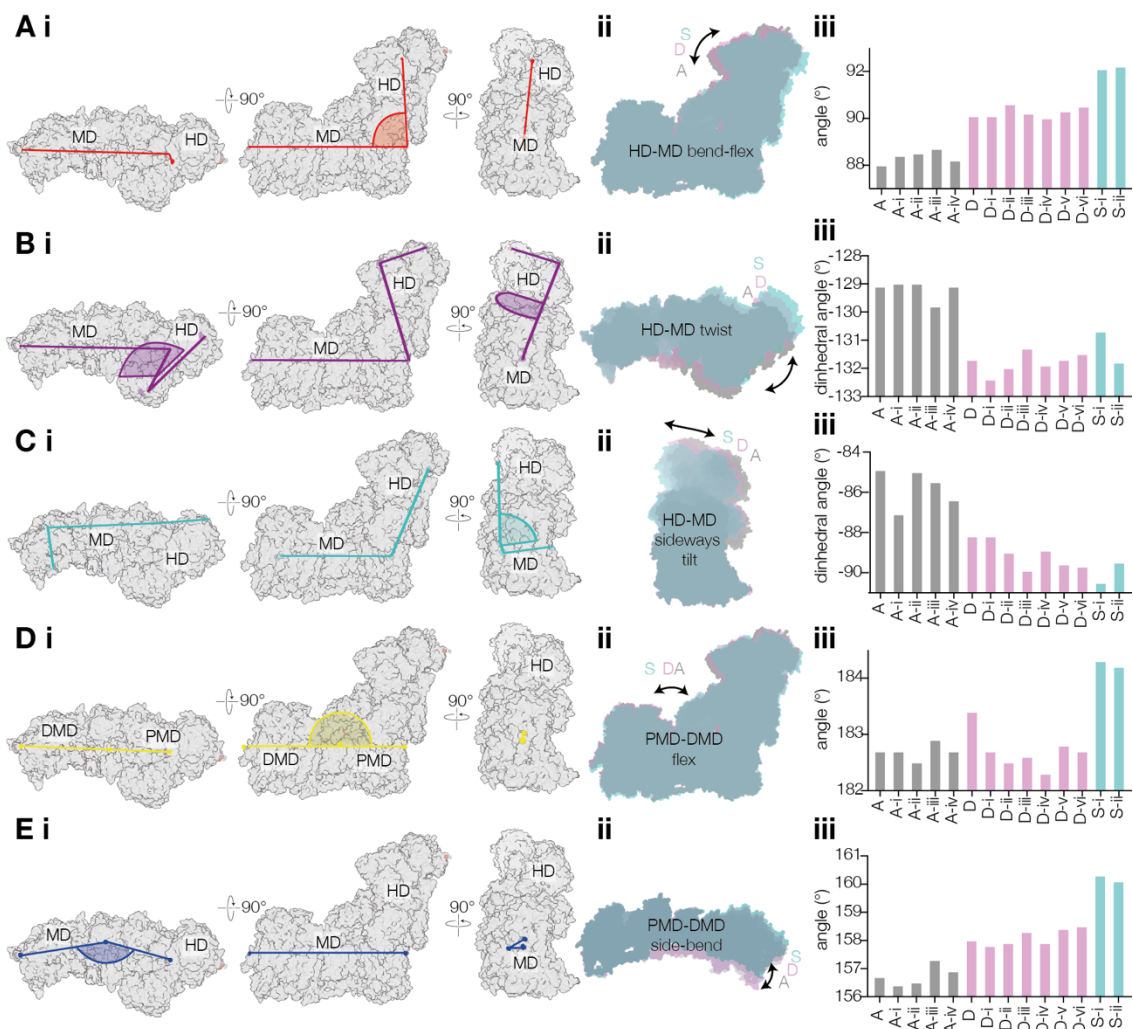 A i
ii
iii
MD
HD
90°
MD
HD
90°
HD
MD
S
D
A
HD-MD bend-flex
angle (°)
92
90
88
A
A-i
A-ii
A-iii
A-iv
D
D-i
D-ii
D-iii
D-iv
D-v
D-vi
S-i
S-ii
B i
ii
iii
MD
HD
90°
MD
HD
90°
HD
MD
S
D
A
HD-MD twist
dinhedral angle (°)
-128
-129
-131
-132
-133
A
A-i
A-ii
A-iii
A-iv
D
D-i
D-ii
D-iii
D-iv
D-v
D-vi
S-i
S-ii
C i
ii
iii
MD
HD
90°
MD
HD
90°
HD
MD
S
D
A
HD-MD
sideways
tilt
dinhedral angle (°)
-84
-86
-88
-90
A
A-i
A-ii
A-iii
A-iv
D
D-i
D-ii
D-iii
D-iv
D-v
D-vi
S-i
S-ii
D i
ii
iii
DMD
PMD
90°
DMD
PMD
HD
90°
HD
S DA
PMD-DMD
flex
angle (°)
184
183
182
A
A-i
A-ii
A-iii
A-iv
D
D-i
D-ii
D-iii
D-iv
D-v
D-vi
S-i
S-ii
E i
ii
iii
MD
HD
90°
MD
HD
90°
HD
MD
PMD-DMD
side-bend
S
D
A
angle (°)
161
160
159
158
157
156
A
A-i
A-ii
A-iii
A-iv
D
D-i
D-ii
D-iii
D-iv
D-v
D-vi
S-i
S-ii